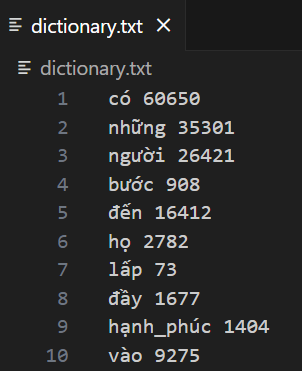 dictionary.txt
dictionary.txt
1 có 60650
2 những 35301
3 người 26421
4 bước 908
5 đến 16412
6 họ 2782
7 lấp 73
8 đầy 1677
9 hạnh_phúc 1404
10 vào 9275